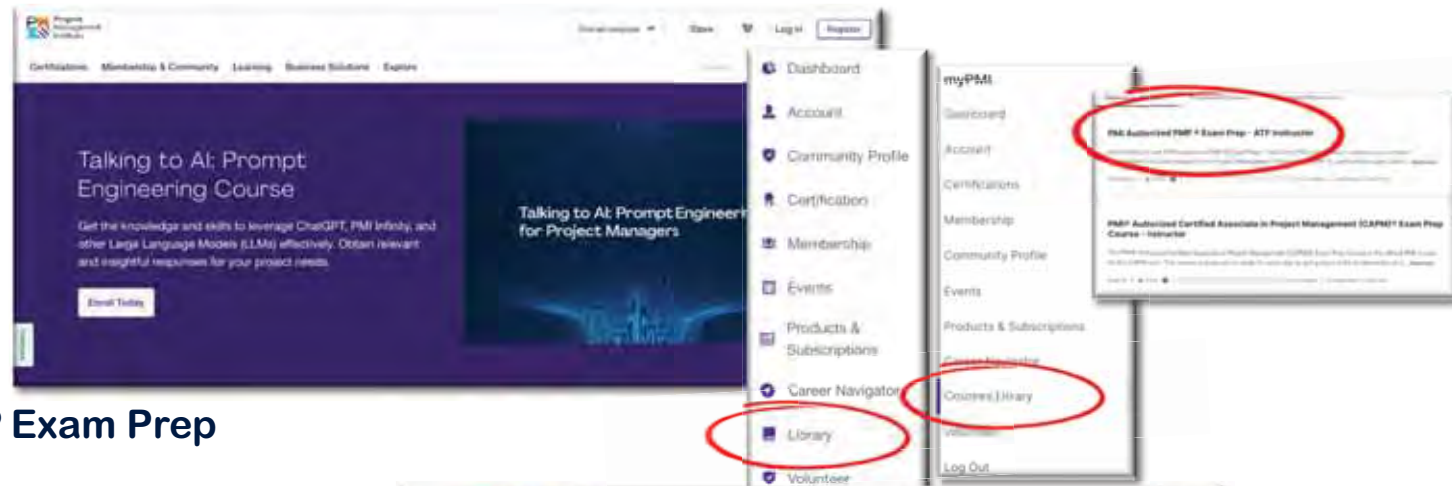 Project
Management
Institute
Store
Log In
Register
Certifications Membership & Community Learning Business Solutions Explore
Talking to AI: Prompt
Engineering Course
Get the knowledge and skills to leverage ChatGPT, PMI Infinity, and
other Large Language Models (LLMs) effectively. Obtain relevant
and insightful responses for your project needs.
Enroll Today
Talking to AI: Prompt Engineer
for Project Managers
Dashboard
Account
Community Profile
Certification
Membership
Events
Products &
Subscriptions
Career Navigator
Library
Volunteer
myPMI
Dashboard
Account
Certifications
Membership
Community Profile
Events
Products & Subscriptions
Career Navigator
Courses Library
Volunteer
Log Out
PMI Authorized PMP ® Exam Prep - ATP Instructor
PMI® Authorized Certified Associate in Project Management (CAPM)® Exam Prep
Course - Instructor
Exam Prep